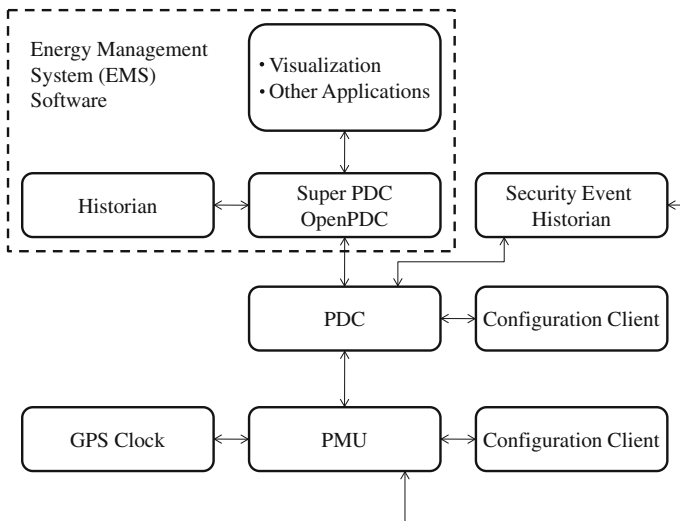 Energy Management
System (EMS)
Software
• Visualization
• Other Applications
Historian
Super PDC
OpenPDC
Security Event
Historian
PDC
Configuration Client
GPS Clock
PMU
Configuration Client